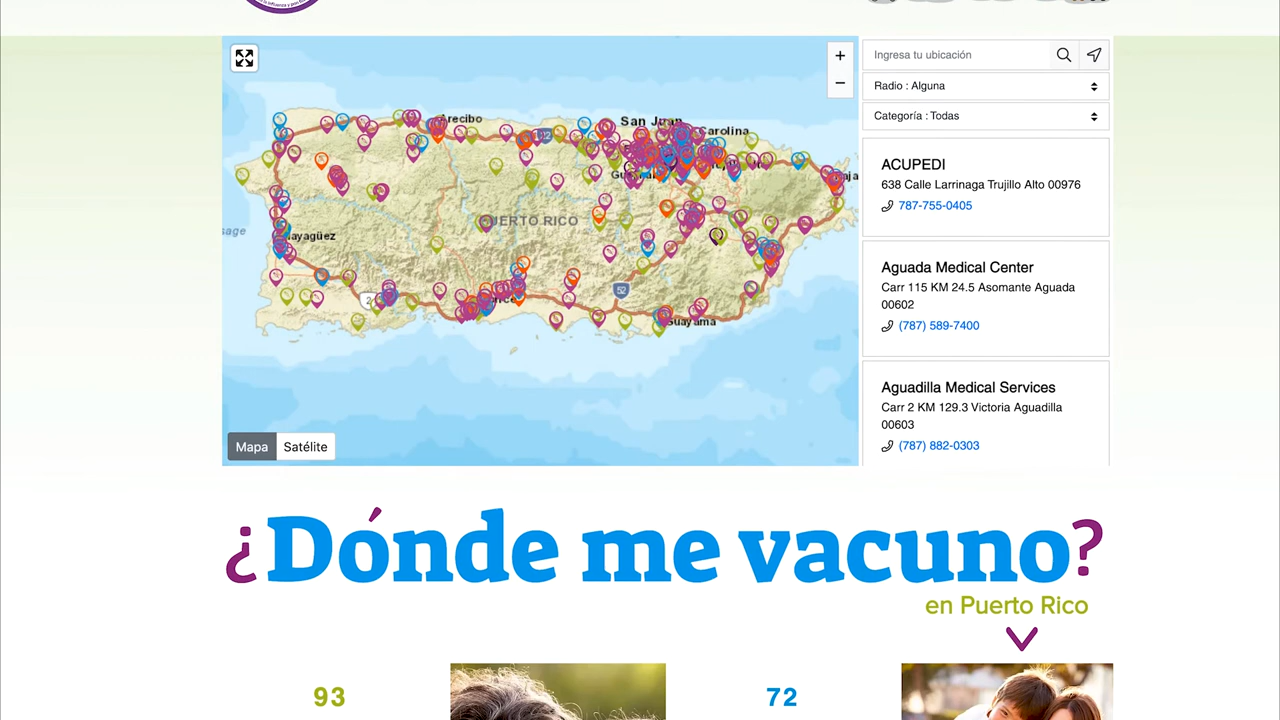 Ingresa tu ubicación
Radio : Alguna
Categoría : Todas
ACUPEDI
638 Calle Larrinaga Trujillo Alto 00976
787-755-0405
Aguada Medical Center
Carr 115 KM 24.5 Asomante Aguada
00602
(787) 589-7400
Aguadilla Medical Services
Carr 2 KM 129.3 Victoria Aguadilla
00603
(787) 882-0303
+
−
Arecibo
San Juan
Carolina
PUERTO RICO
52
2
Guayama
Mapa
Satélite
¿Dónde me vacuno?
en Puerto Rico
93
72